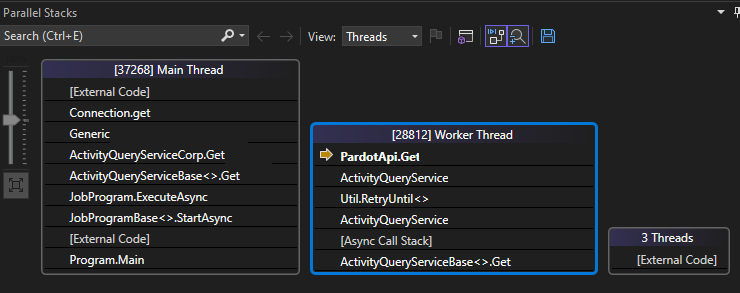 Parallel Stacks
Search (Ctrl+E)
View:
Threads
[37268] Main Thread
[External Code]
Connection.get
Generic
ActivityQueryServiceCorp.Get
ActivityQueryServiceBase<>.Get
JobProgram.ExecuteAsync
JobProgramBase<>.StartAsync
[External Code]
Program.Main
[28812] Worker Thread
PardotApi.Get
ActivityQueryService
Util.RetryUntil<>
ActivityQueryService
[Async Call Stack]
ActivityQueryServiceBase<>.Get
3 Threads
[External Code]